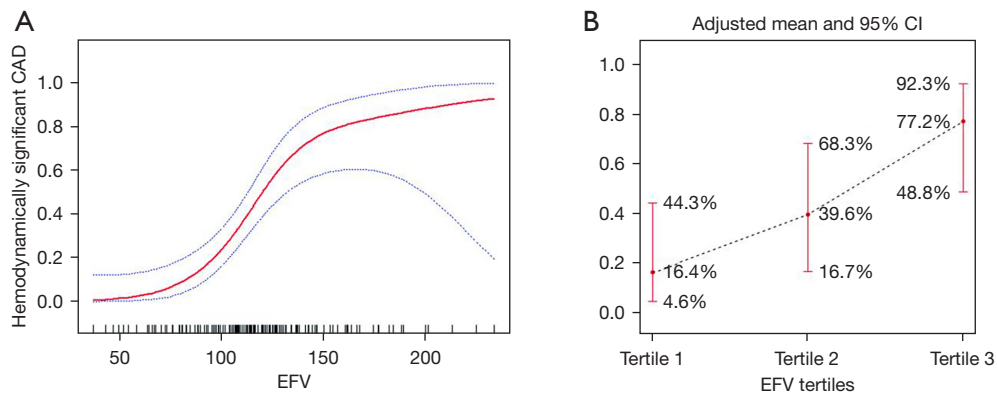 A
Hemodynamically significant CAD
1.0
0.8
0.6
0.4
0.2
0.0
50 100 150 200
EFV
B
Adjusted mean and 95% CI
1.0
0.8
0.6
0.4
0.2
0.0
44.3%
16.4%
4.6%
68.3%
39.6%
16.7%
92.3%
77.2%
48.8%
Tertile 1 Tertile 2 Tertile 3
EFV tertiles